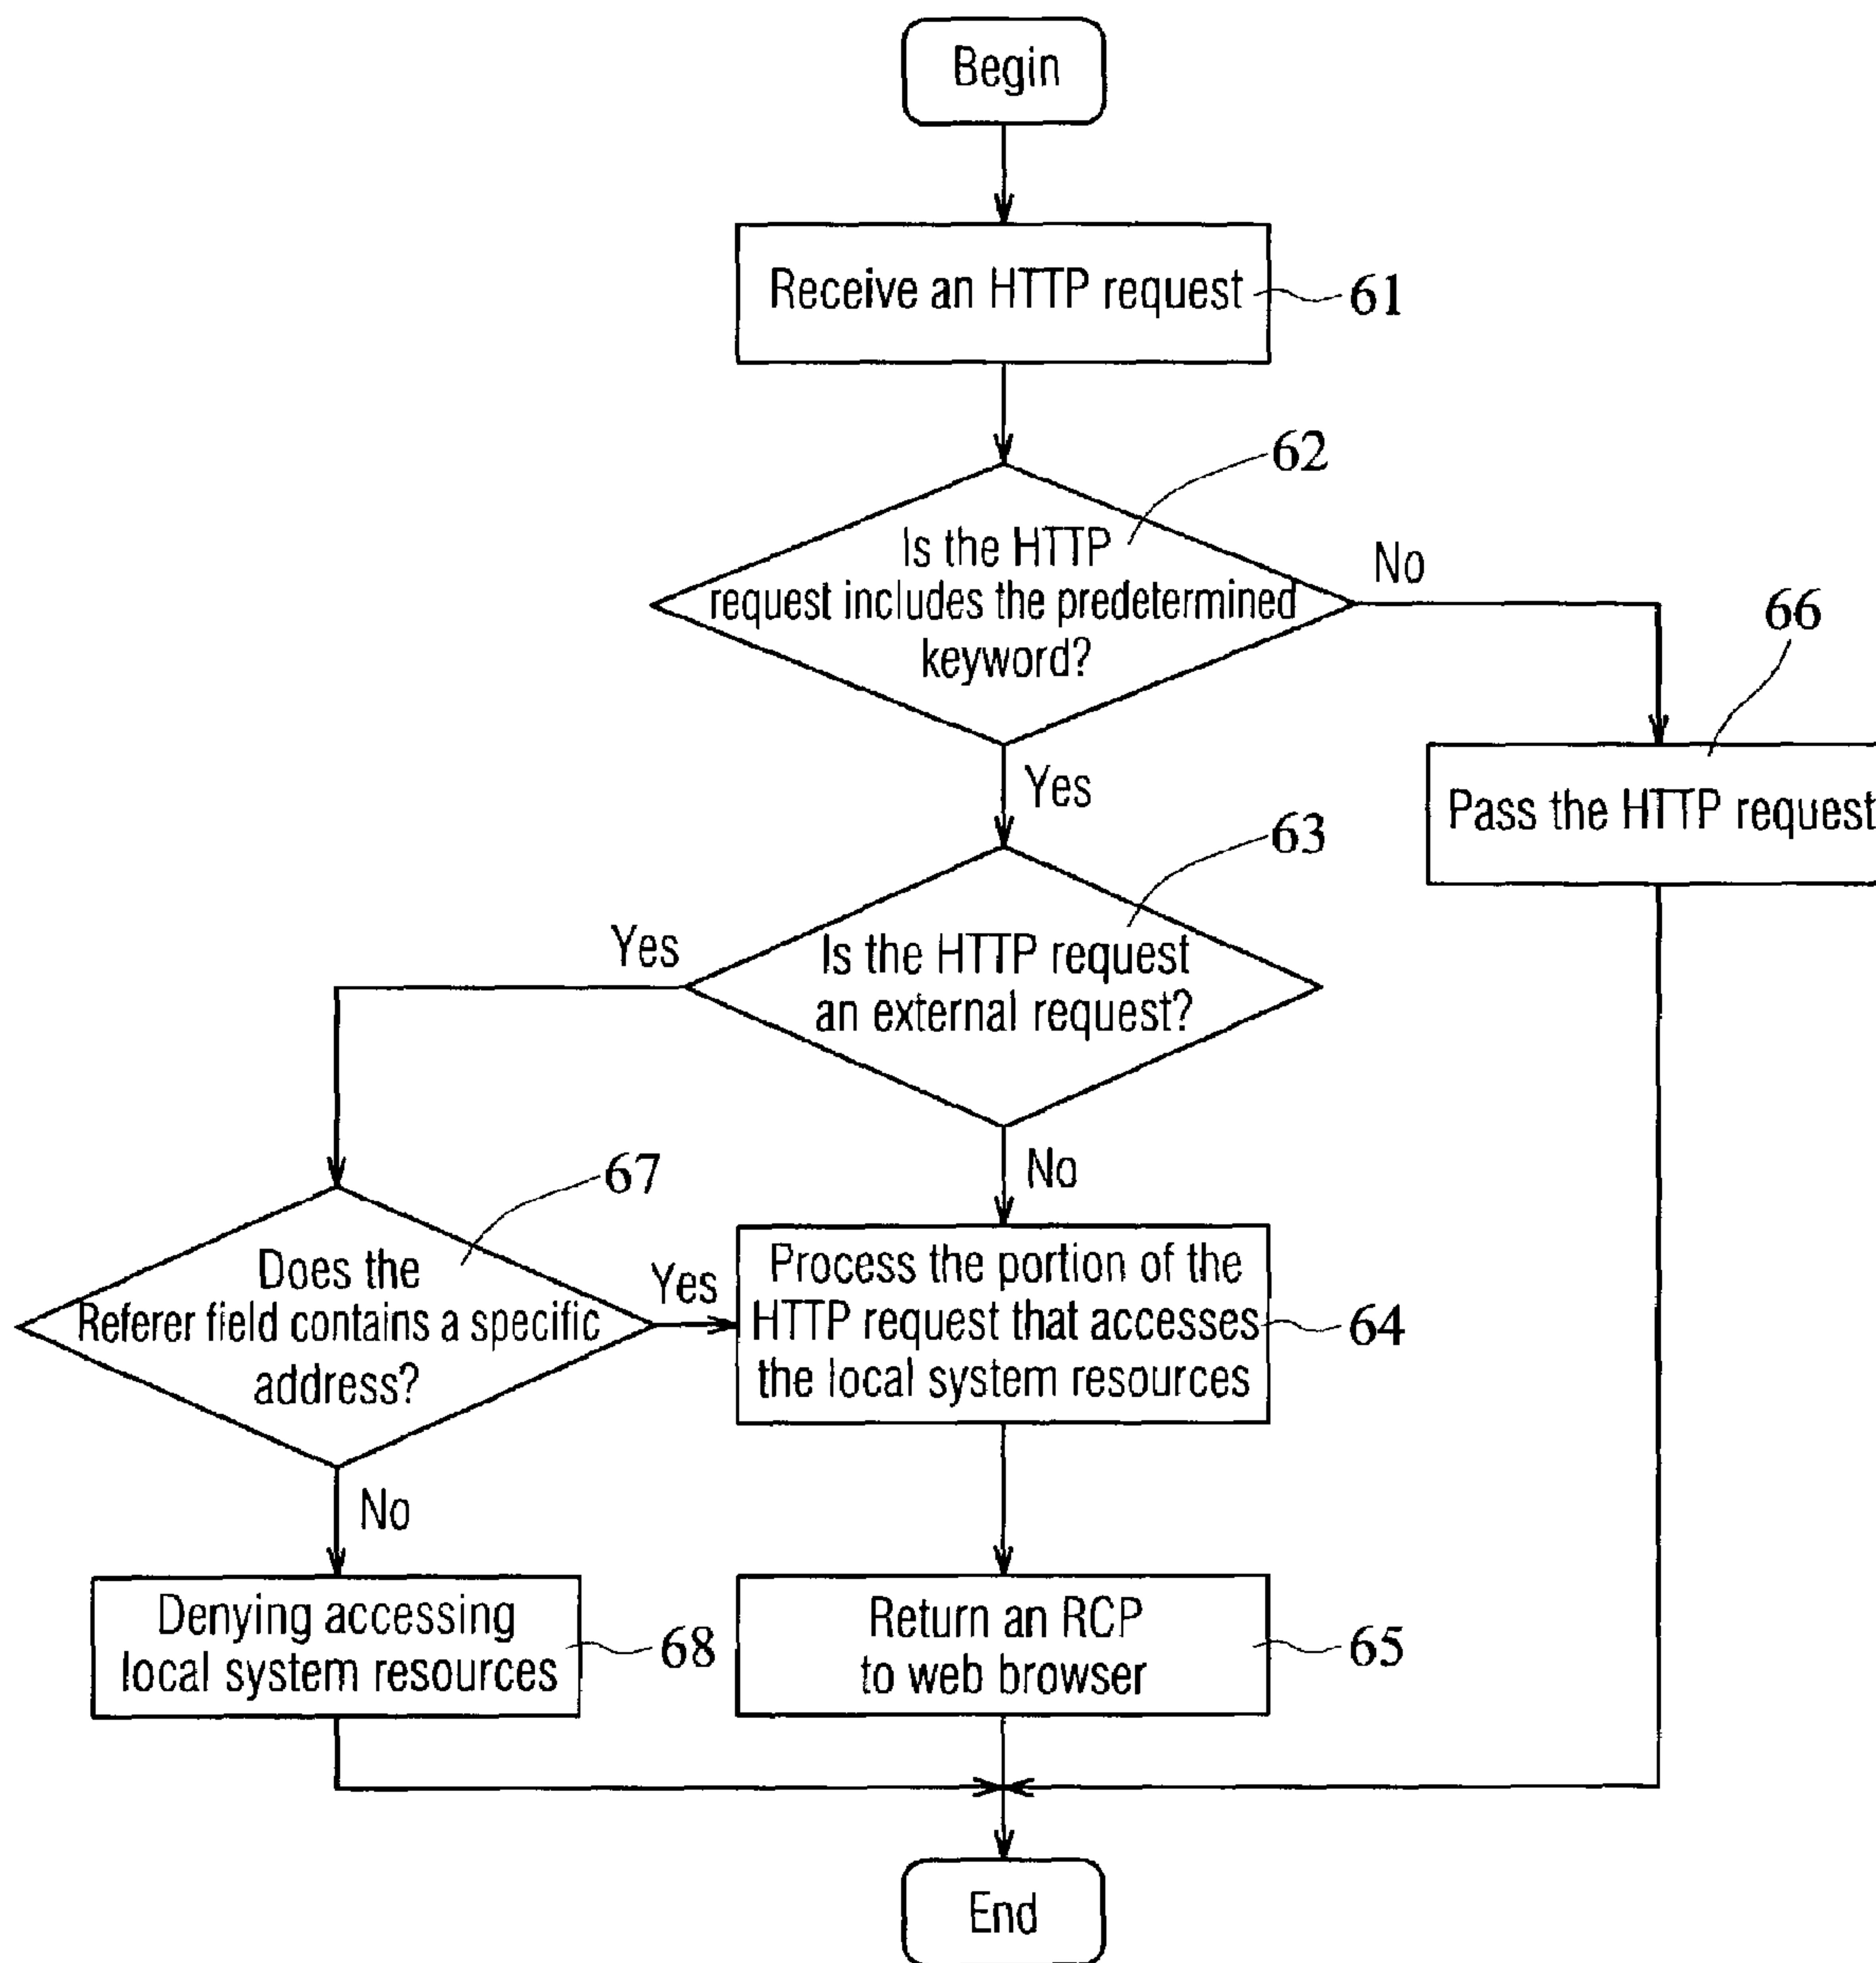 Begin
Receive an HTTP request
61
62
Is the HTTP
request includes the predetermined
keyword?
No
66
Pass the HTTP request
Yes
63
Is the HTTP request
an external request?
Yes
No
67
Does the
Referer field contains a specific
address?
Yes
Process the portion of the
HTTP request that accesses
the local system resources
64
No
Denying accessing
local system resources
68
Return an RCP
to web browser
65
End